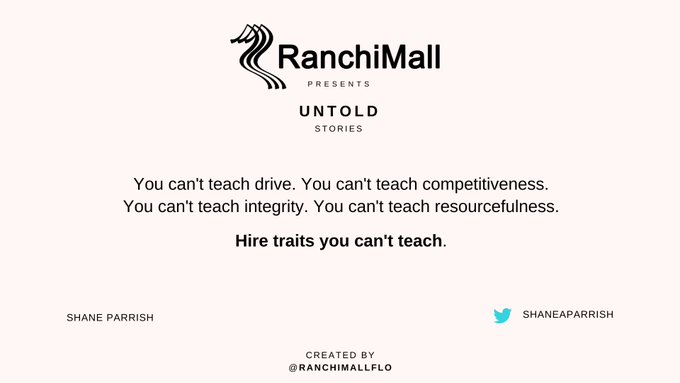 RanchiMall
PRESENTS
UNTOLD
STORIES
You can't teach drive. You can't teach competitiveness.
You can't teach integrity. You can't teach resourcefulness.
Hire traits you can't teach.
SHANE PARRISH
SHANEAPARRISH
CREATED BY
@RANCHIMALLFLO